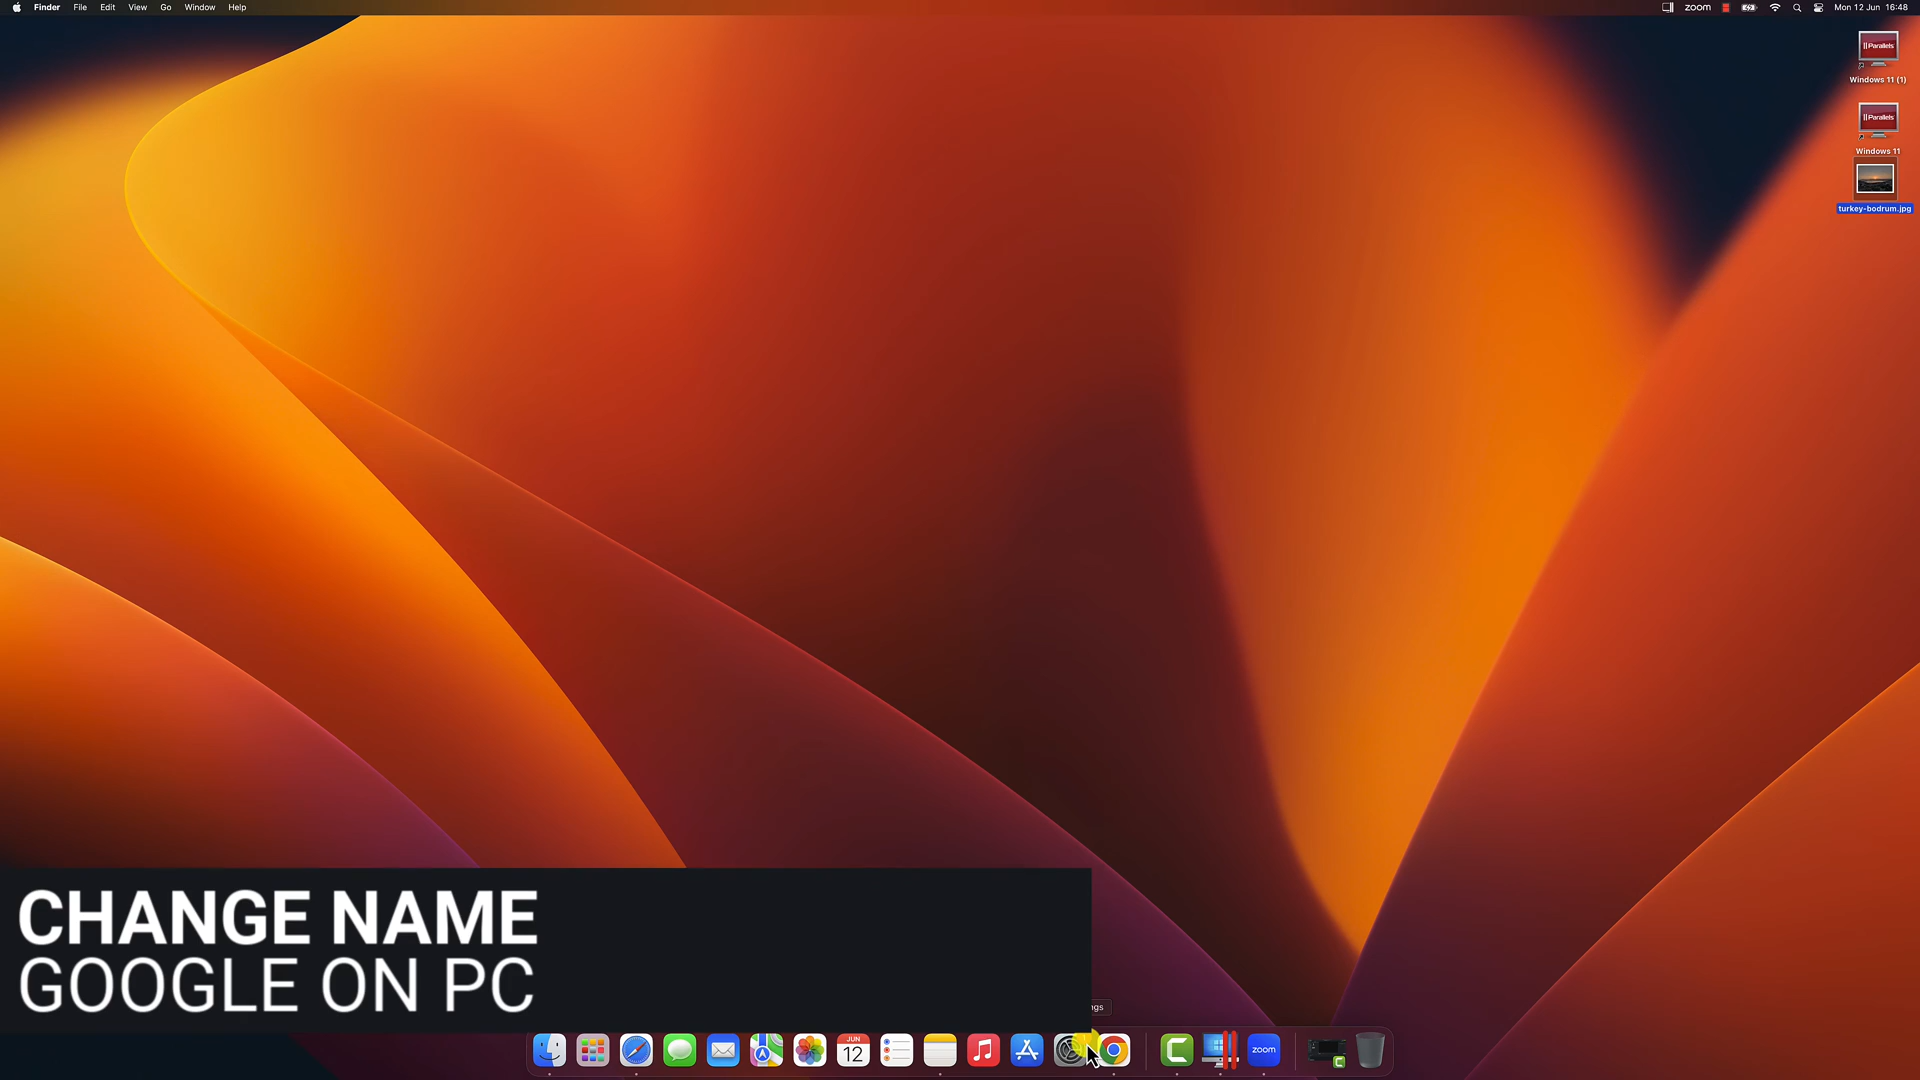 Finder File Edit View Go Window Help
zoom Mon 12 Jun 16:48
Parallels
Windows 11 (1)
Parallels
Windows 11
turkey-bodrum.jpg
CHANGE NAME
GOOGLE ON PC
ngs
JUN
12
zoom